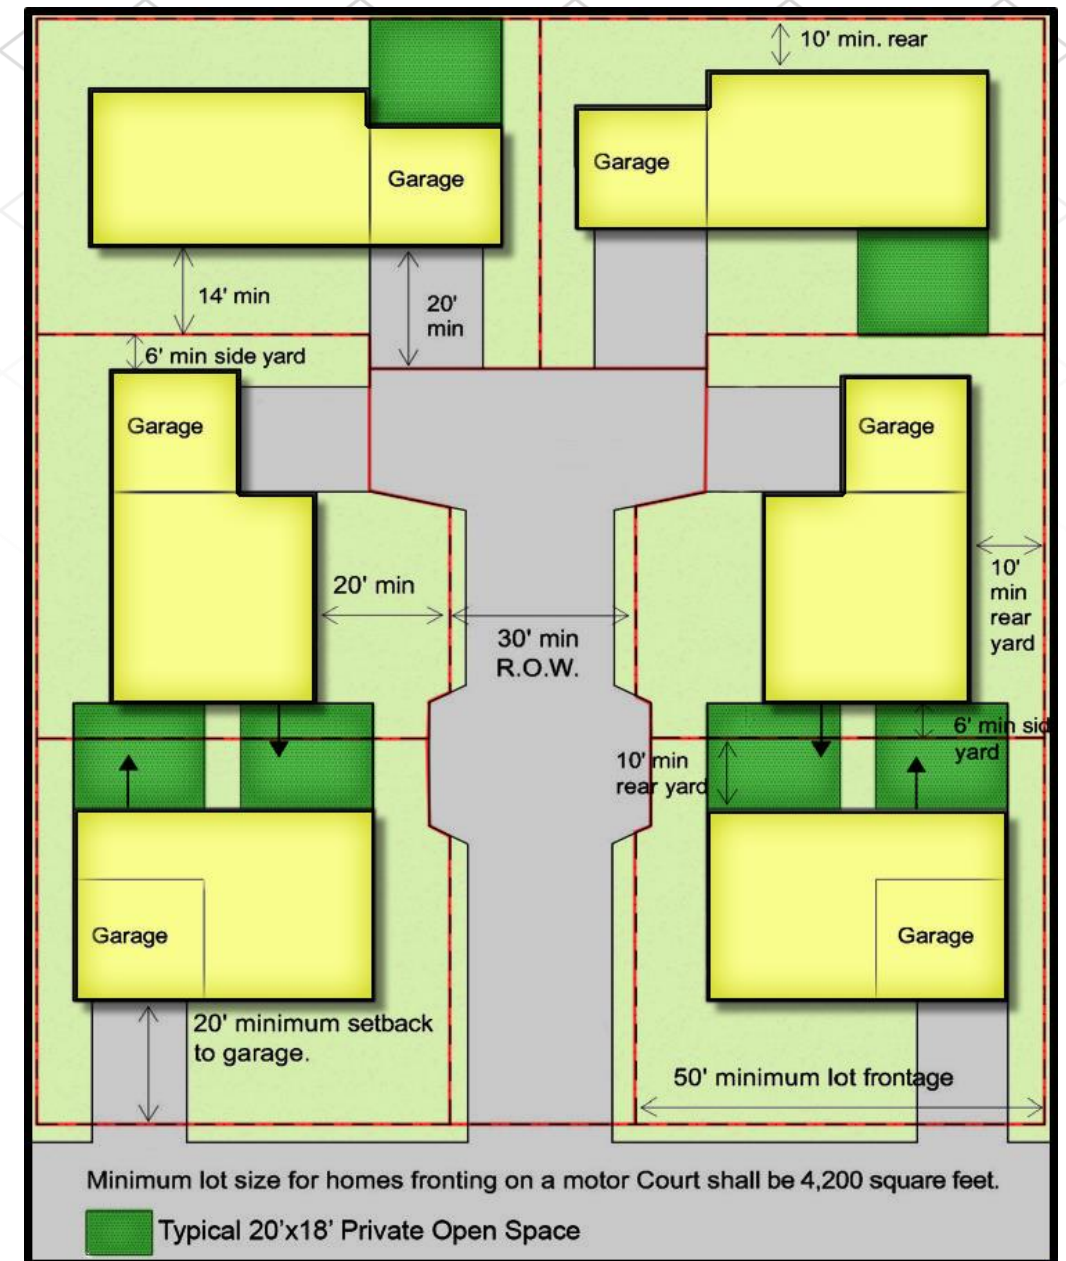 10' min. rear
Garage
Garage
14' min
20'
min
6' min side yard
Garage
Garage
20' min
30' min
R.O.W.
10'
min
rear
yard
6' min sid
yard
10' min
rear yard
Garage
Garage
20' minimum setback
to garage.
50' minimum lot frontage
Minimum lot size for homes fronting on a motor Court shall be 4,200 square feet.
Typical 20'x18' Private Open Space